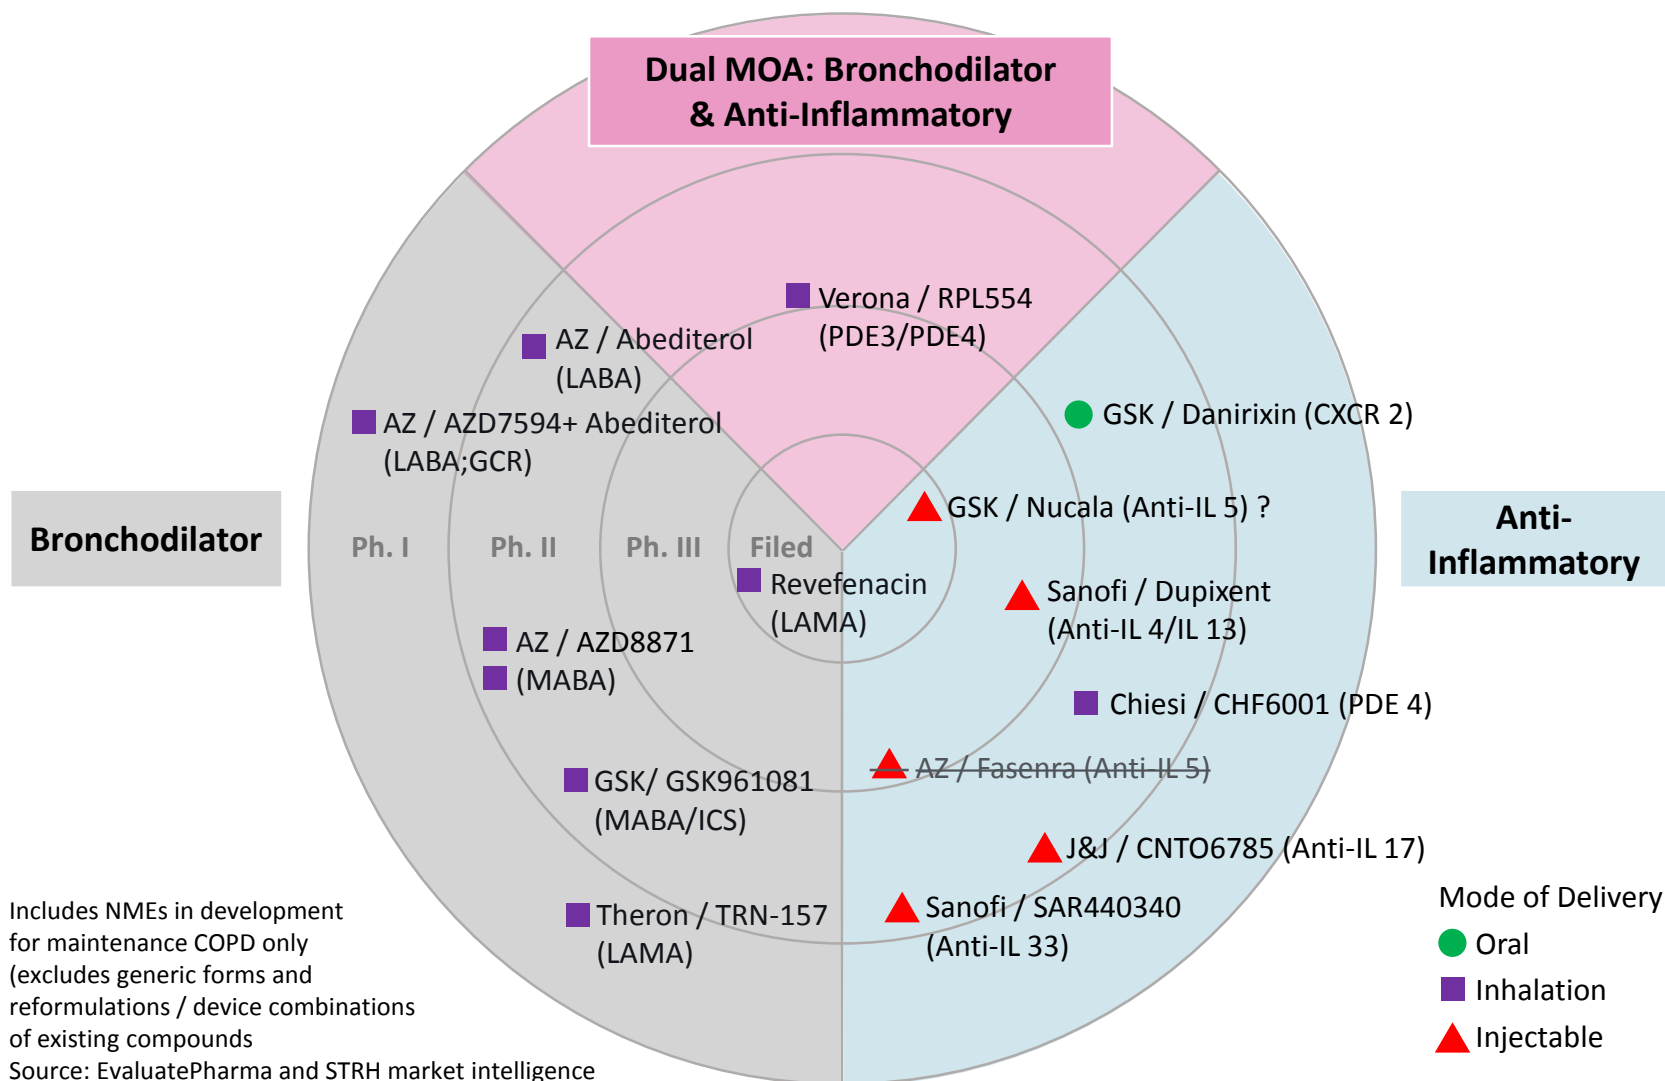 Dual MOA: Bronchodilator
& Anti-Inflammatory
Verona / RPL554
(PDE3/PDE4)
AZ / Abediterol
(LABA)
AZ / AZD7594+ Abediterol
(LABA;GCR)
GSK / Danirixin (CXCR 2)
GSK / Nucala (Anti-IL 5) ?
Bronchodilator
Ph. I
Ph. II
Ph. III
Filed
Anti-
Inflammatory
Revefenacin
(LAMA)
Sanofi / Dupixent
(Anti-IL 4/IL 13)
AZ / AZD8871
(MABA)
Chiesi / CHF6001 (PDE 4)
AZ / Fasenra (Anti-IL 5)
GSK/ GSK961081
(MABA/ICS)
J&J / CNTO6785 (Anti-IL 17)
Theron / TRN-157
(LAMA)
Sanofi / SAR440340
(Anti-IL 33)
Mode of Delivery
Oral
Inhalation
Injectable
Includes NMEs in development
for maintenance COPD only
(excludes generic forms and
reformulations / device combinations
of existing compounds
Source: EvaluatePharma and STRH market intelligence